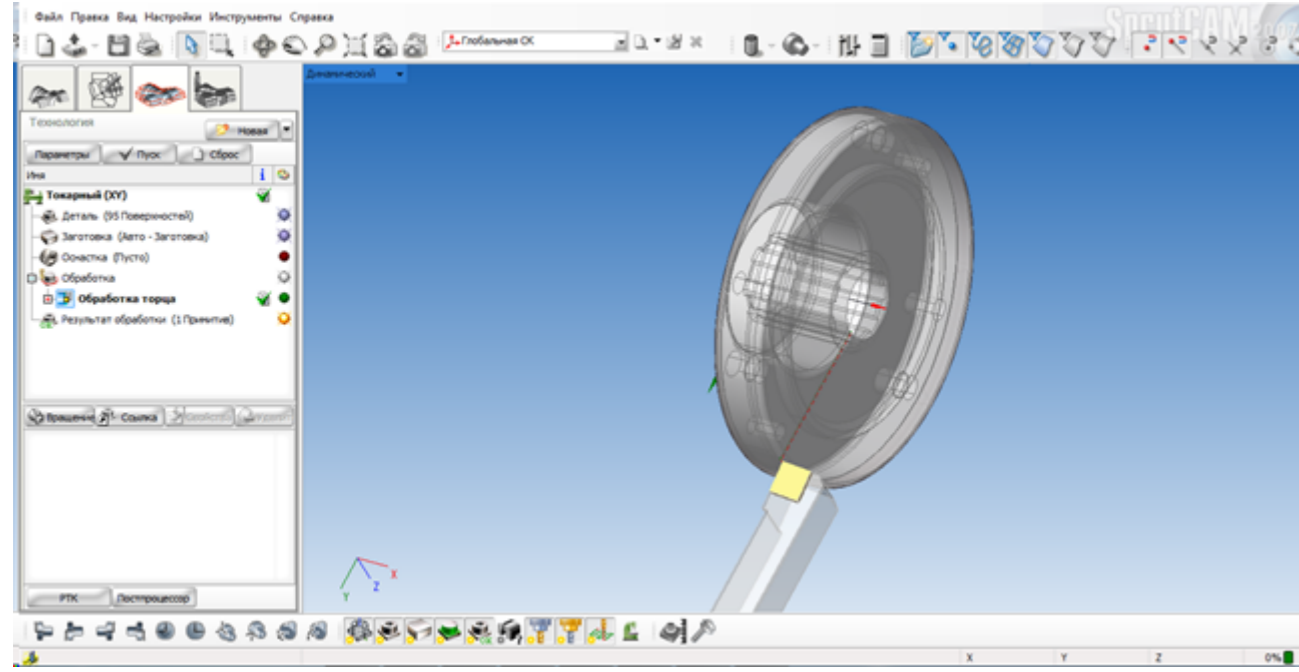 Файл Правка Вид Настройки Инструменты Справка
SprutCAM 2007
Глобальная СК
Динамический
Технология
Новая
Параметры Пуск Сброс
Имя
Токарный (XY)
Деталь (95 Поверхностей)
Заготовка (Авто - Заготовка)
Оснастка (Пусто)
Обработка
Обработка торца
Результат обработки (1 Примитив)
Вращение Ссылка
X
Z
Y
РТК Постпроцессор
X Y Z 0%